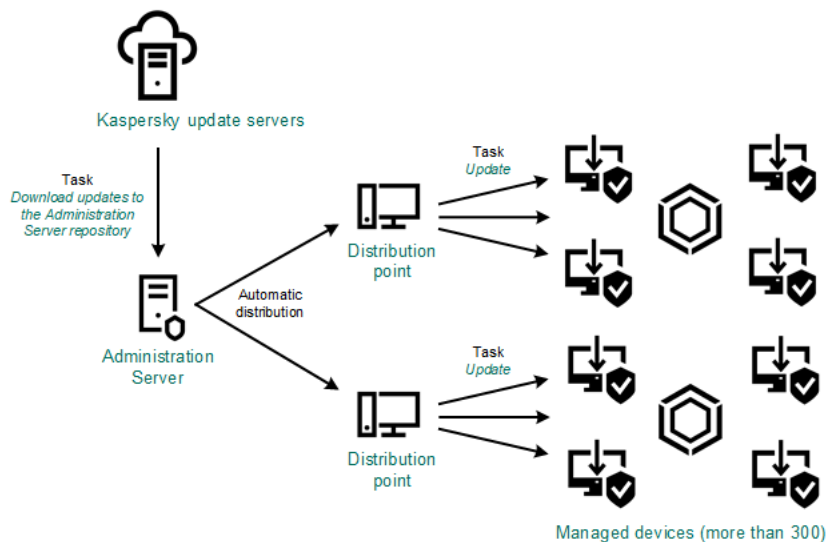 Kaspersky update servers
Task
Download updates to
the Administration
Server repository
Administration
Server
Automatic
distribution
Distribution
point
Task
Update
Distribution
point
Task
Update
Managed devices (more than 300)